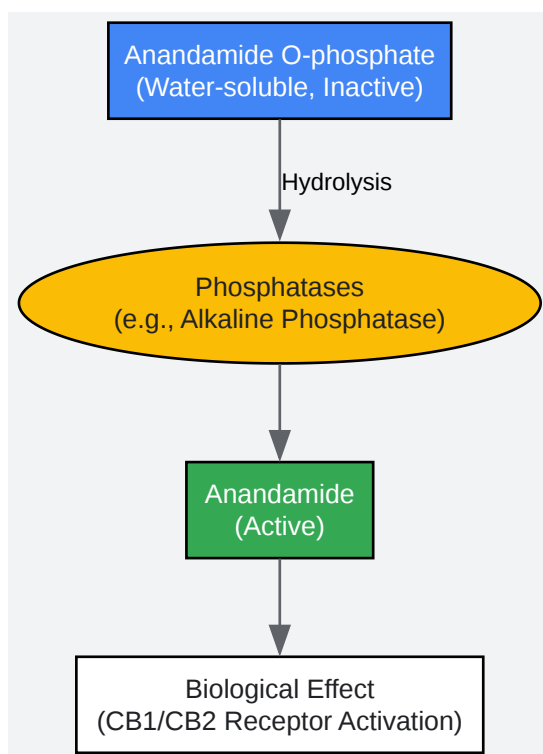 Anandamide O-phosphate
(Water-soluble, Inactive)
Hydrolysis
Phosphatases
(e.g., Alkaline Phosphatase)
Anandamide
(Active)
Biological Effect
(CB1/CB2 Receptor Activation)